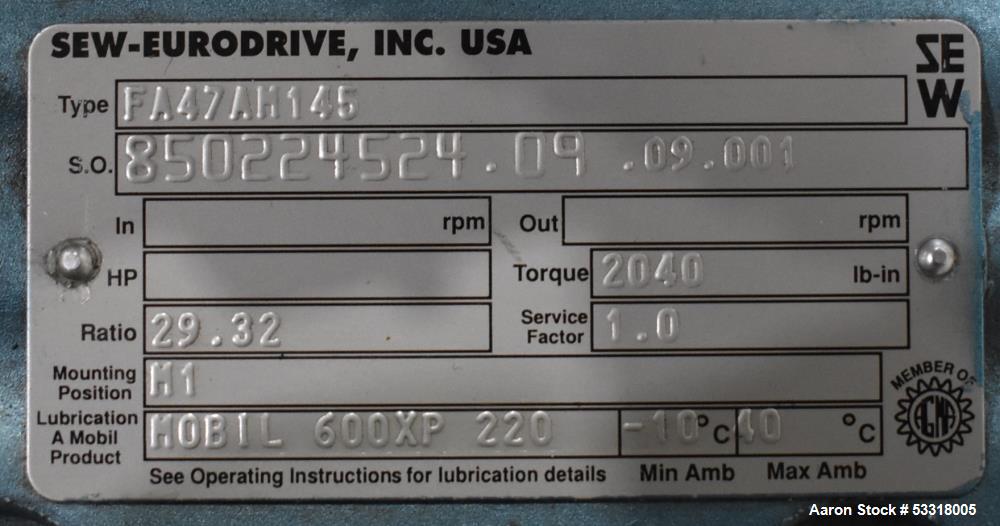 SEW-EURODRIVE, INC. USA
SE
W
Type FA47AM145
S.O. 850224524.09 .09.001
In rpm Out rpm
HP Torque 2040 lb-in
Ratio 29.32 Service Factor 1.0
Mounting Position M1
Lubrication A Mobil Product MOBIL 600XP 220 -10°C 40 °C
See Operating Instructions for lubrication details Min Amb Max Amb
MEMBER OF
AGMA
Aaron Stock # 53318005